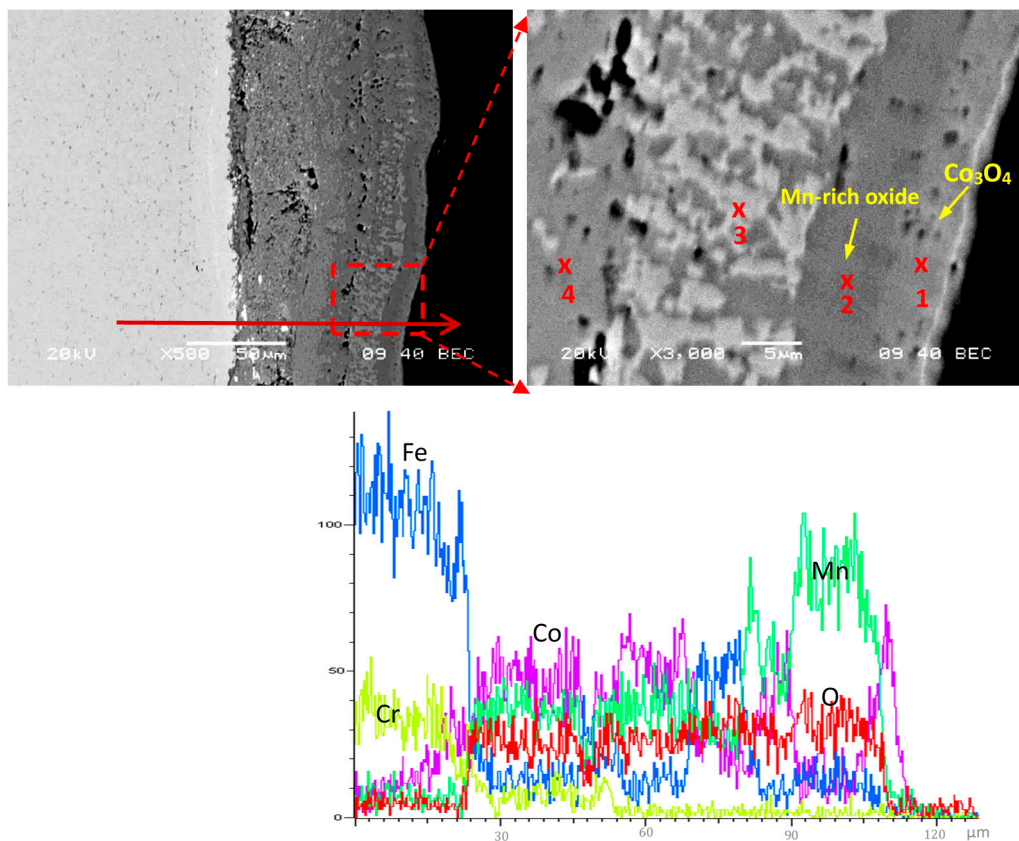 20kV X500 50µm 09 40 BEC
Co₃O₄
Mn-rich oxide
x
3
x
4
x
2
x
1
20kV X3,000 5µm 09 40 BEC
Fe
100
Mn
Co
50
Cr
O
0
30
60
90
120
µm